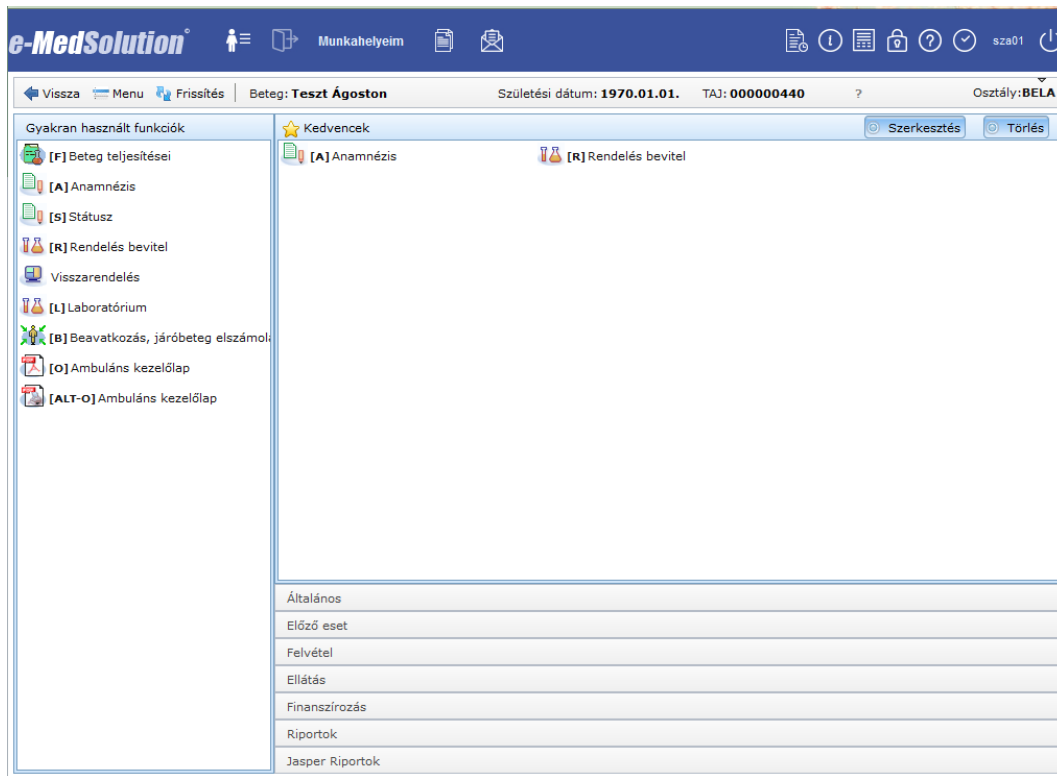 e-MedSolution° Munkahelyeim sza01
Vissza Menu Frissítés Beteg: Teszt Ágoston Születési dátum: 1970.01.01. TAJ: 000000440 ? Osztály:BELA
Gyakran használt funkciók
[F] Beteg teljesítései
[A] Anamnézis
[S] Státusz
[R] Rendelés bevitel
Visszarendelés
[L] Laboratórium
[B] Beavatkozás, járóbeteg elszámol
[O] Ambuláns kezelőlap
[ALT-O] Ambuláns kezelőlap
Kedvencek Szerkesztés Törlés
[A] Anamnézis [R] Rendelés bevitel
Általános
Előző eset
Felvétel
Ellátás
Finanszírozás
Riportok
Jasper Riportok